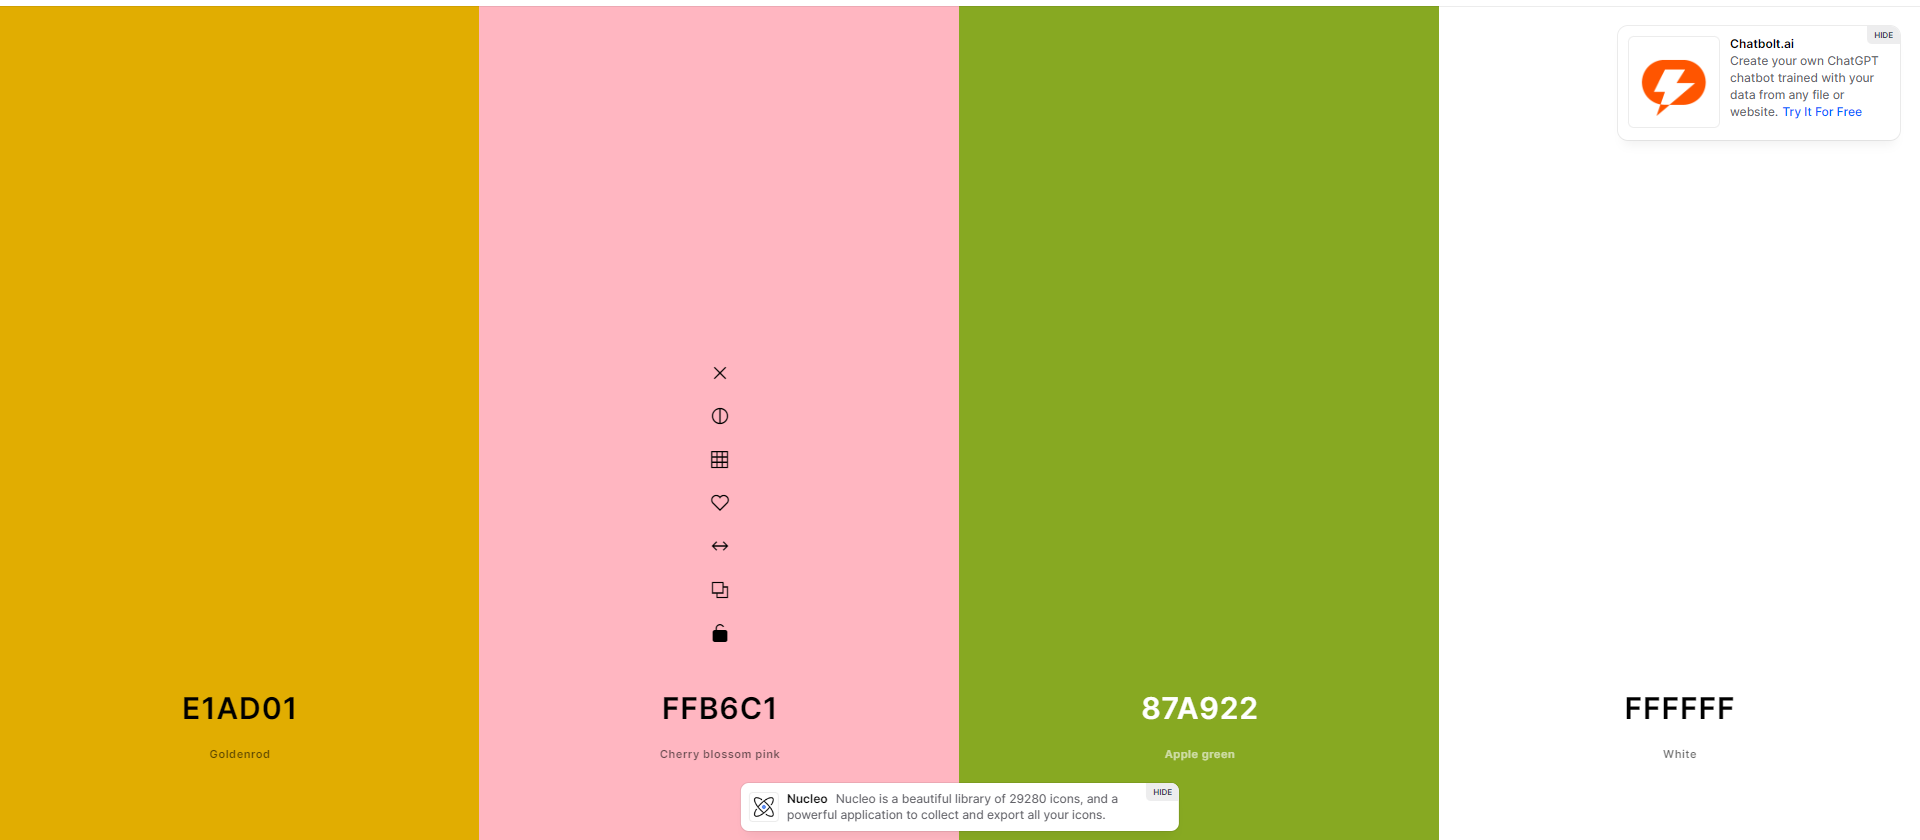 HIDE
Chatbolt.ai
Create your own ChatGPT
chatbot trained with your
data from any file or
website. Try It For Free
E1AD01
Goldenrod
FFB6C1
Cherry blossom pink
87A922
Apple green
FFFFFF
White
HIDE
Nucleo Nucleo is a beautiful library of 29280 icons, and a
powerful application to collect and export all your icons.